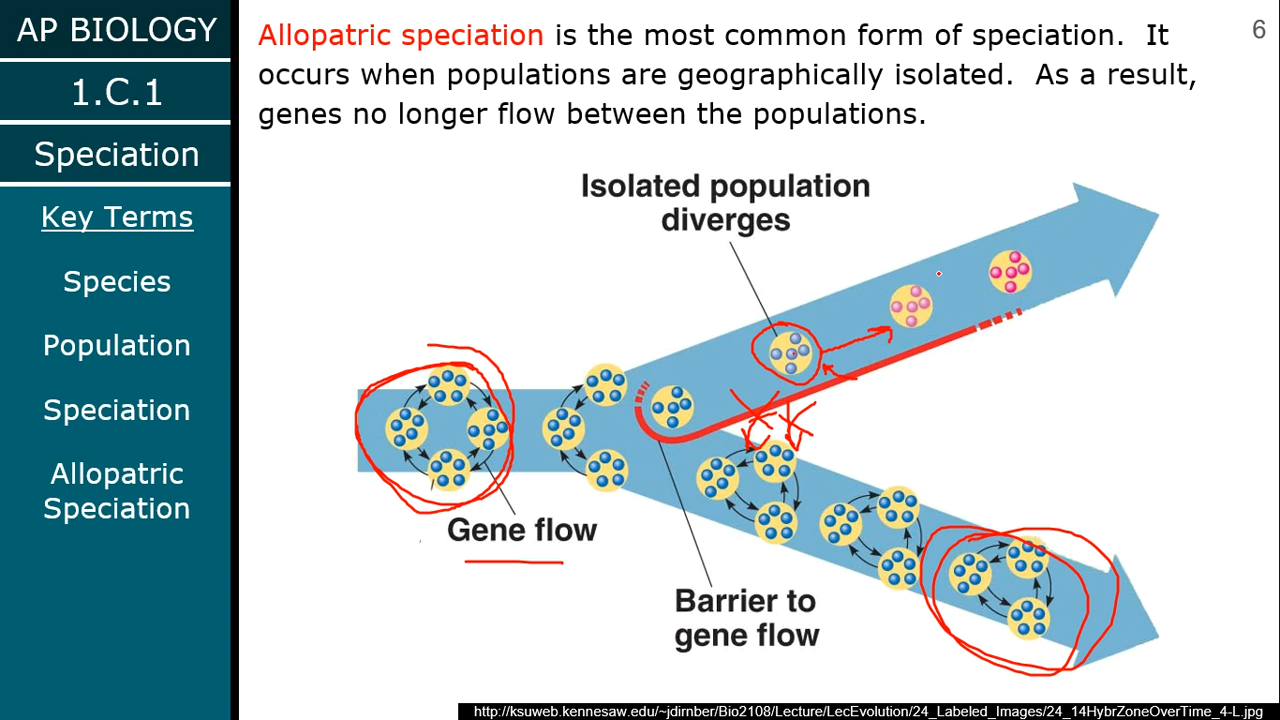 AP BIOLOGY
1.C.1
Speciation
Key Terms
Species
Population
Speciation
Allopatric
Speciation
Allopatric speciation is the most common form of speciation.  It
occurs when populations are geographically isolated.  As a result,
genes no longer flow between the populations.
6
Isolated population
diverges
Gene flow
Barrier to
gene flow
http://ksuweb.kennesaw.edu/~jdirnber/Bio2108/Lecture/LecEvolution/24_Labeled_Images/24_14HybrZoneOverTime_4-L.jpg